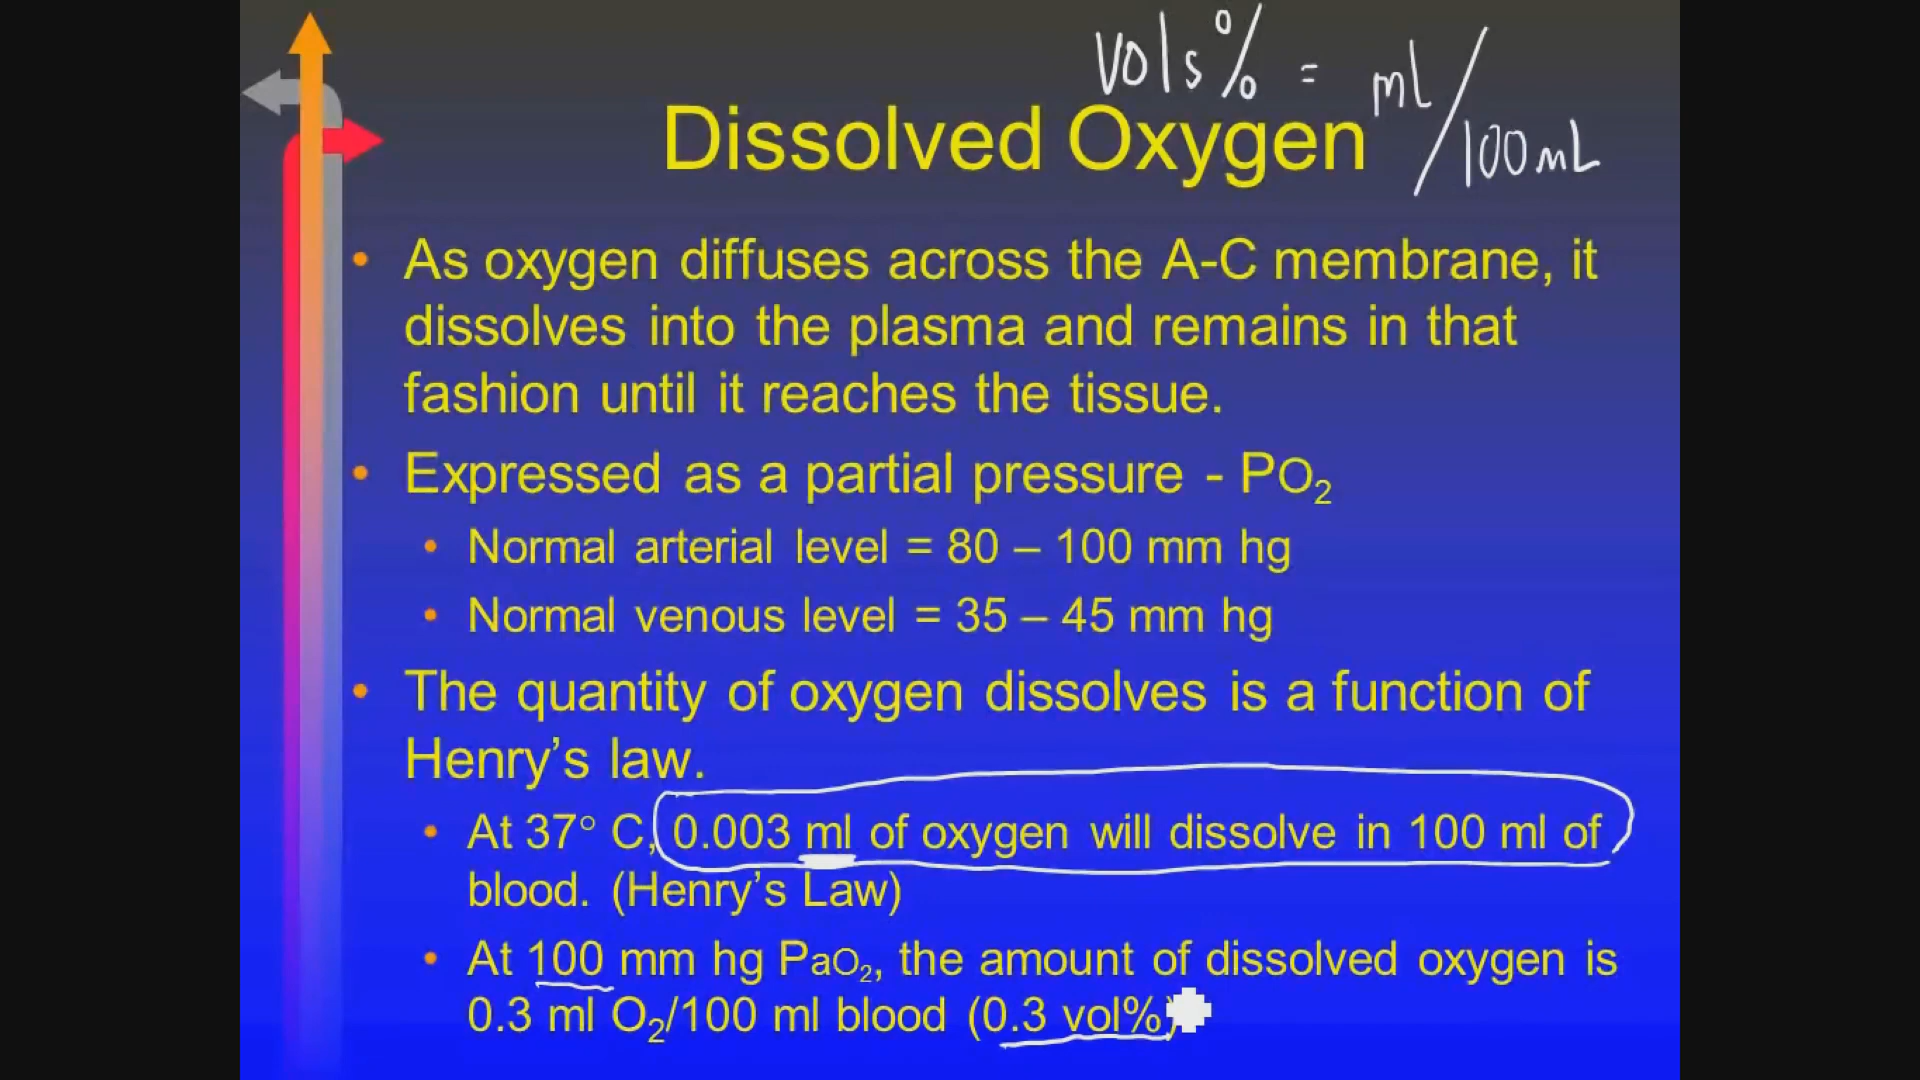 vols% = ml/100mL
Dissolved Oxygen
• As oxygen diffuses across the A-C membrane, it
dissolves into the plasma and remains in that
fashion until it reaches the tissue.
• Expressed as a partial pressure - PO₂
• Normal arterial level = 80 – 100 mm hg
• Normal venous level = 35 – 45 mm hg
• The quantity of oxygen dissolves is a function of
Henry’s law.
• At 37° C, 0.003 ml of oxygen will dissolve in 100 ml of
blood. (Henry’s Law)
• At 100 mm hg PaO₂, the amount of dissolved oxygen is
0.3 ml O₂/100 ml blood (0.3 vol%)